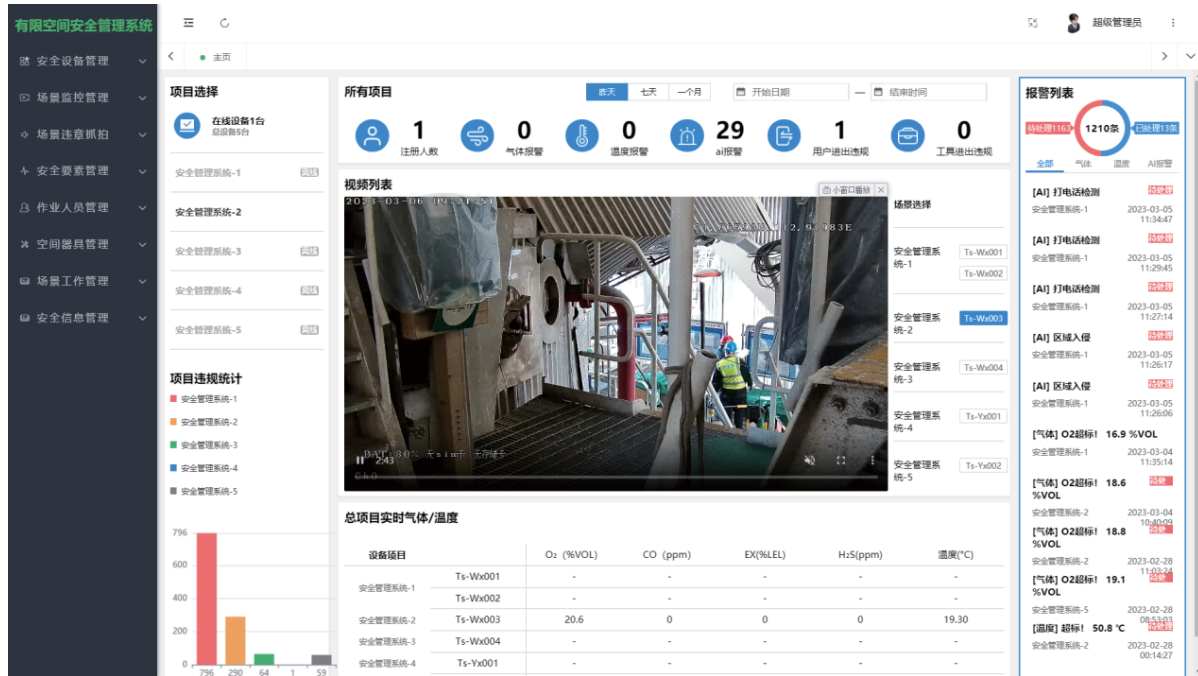 有限空间安全管理系统
超级管理员
安全设备管理
场景监控管理
场景违章抓拍
安全要素管理
作业人员管理
空间器具管理
场景工作管理
安全信息管理
主页
项目选择
在线设备1台
总设备5台
安全管理系统-1 离线
安全管理系统-2
安全管理系统-3 离线
安全管理系统-4 离线
安全管理系统-5 离线
项目违规统计
安全管理系统-1
安全管理系统-2
安全管理系统-3
安全管理系统-4
安全管理系统-5
796
600
400
200
0
796 290 64 1 59
所有项目
昨天 七天 一个月 开始日期 — 结束时间
1 注册人数
0 气体报警
0 温度报警
29 ai报警
1 用户进出违规
0 工具进出违规
视频列表
小窗口播放
2023-03-06 09:21:51
BAT:80% 无sim卡 无存储卡
2:43
Ch0
场景选择
安全管理系统-1 Ts-Wx001
Ts-Wx002
安全管理系统-2 Ts-Wx003
安全管理系统-3 Ts-Wx004
安全管理系统-4 Ts-Yx001
安全管理系统-5 Ts-Yx002
总项目实时气体/温度
设备项目 O₂ (%VOL) CO (ppm) EX(%LEL) H₂S(ppm) 温度(℃)
安全管理系统-1 Ts-Wx001 - - - - -
Ts-Wx002 - - - - -
安全管理系统-2 Ts-Wx003 20.6 0 0 0 19.30
安全管理系统-3 Ts-Wx004 - - - - -
安全管理系统-4 Ts-Yx001 - - - - -
报警列表
待处理1163 1210条 已处理13条
全部 气体 温度 AI报警
[AI] 打电话检测 待处理
安全管理系统-1 2023-03-05 11:34:47
[AI] 打电话检测 待处理
安全管理系统-1 2023-03-05 11:29:45
[AI] 打电话检测 待处理
安全管理系统-1 2023-03-05 11:27:14
[AI] 区域入侵 待处理
安全管理系统-1 2023-03-05 11:26:17
[AI] 区域入侵 待处理
安全管理系统-1 2023-03-05 11:26:06
[气体] O2超标! 16.9 %VOL
安全管理系统-1 2023-03-04 11:35:14
[气体] O2超标! 18.6 %VOL 待处
安全管理系统-2 2023-03-04 10:40:09
[气体] O2超标! 18.8 %VOL 待处
安全管理系统-2 2023-02-28 11:03:24
[气体] O2超标! 19.1 %VOL 待处
安全管理系统-5 2023-02-28 08:53:03
[温度] 超标! 50.8 ℃ 待处理
安全管理系统-2 2023-02-28 00:14:27